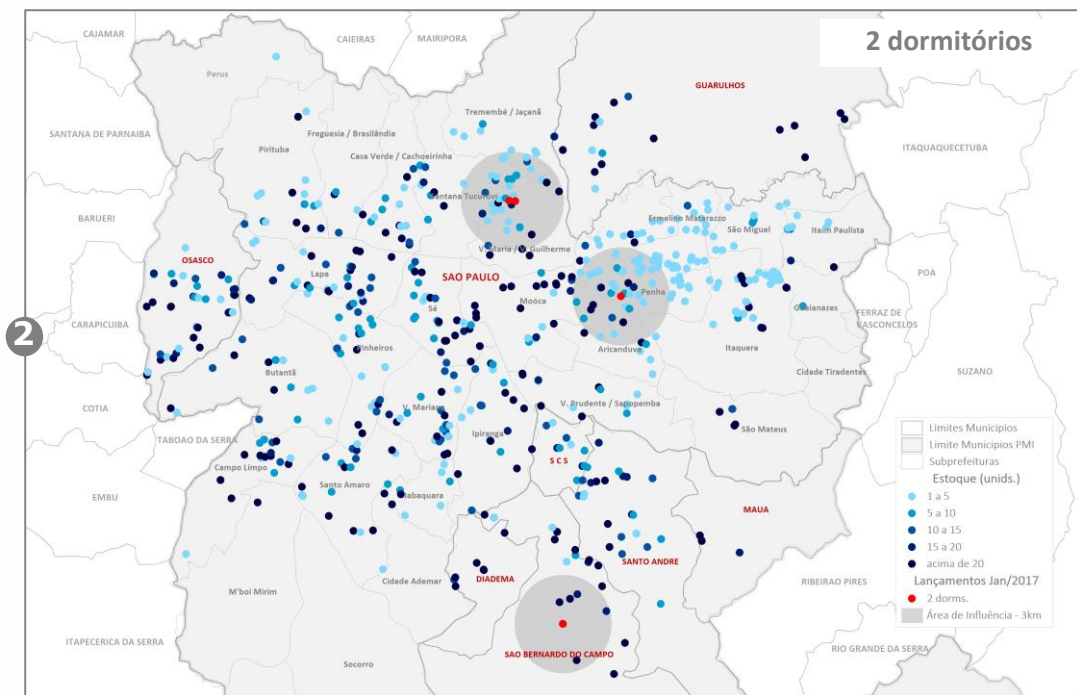 2 dormitórios
CAJAMAR
CAIEIRAS
MAIRIPORA
Perus
GUARULHOS
Tremembé / Jaçanã
SANTANA DE PARNAIBA
Freguesia / Brasilândia
Pirituba
Casa Verde / Cachoeirinha
ITAQUAQUECETUBA
BARUERI
Santana Tucuruvi
Ermelino Matarazzo
São Miguel
Itaim Paulista
V. Maria / V. Guilherme
OSASCO
Lapa
SAO PAULO
POA
Penha
Moóca
Sé
Guaianazes
FERRAZ DE
VASCONCELOS
CARAPICUIBA
2
Pinheiros
Aricanduva
Itaquera
Butantã
Cidade Tiradentes
SUZANO
COTIA
V. Mariana
V. Prudente / Sapopemba
TABOAO DA SERRA
Ipiranga
São Mateus
Campo Limpo
S C S
Santo Amaro
Jabaquara
EMBU
MAUA
Limites Municípios
Limite Municipios PMI
Subprefeituras
Estoque (unids.)
1 a 5
5 a 10
10 a 15
15 a 20
acima de 20
Lançamentos Jan/2017
2 dorms.
Área de Influência - 3km
SANTO ANDRE
DIADEMA
Cidade Ademar
M'boi Mirim
RIBEIRAO PIRES
ITAPECERICA DA SERRA
Socorro
SAO BERNARDO DO CAMPO
RIO GRANDE DA SERRA